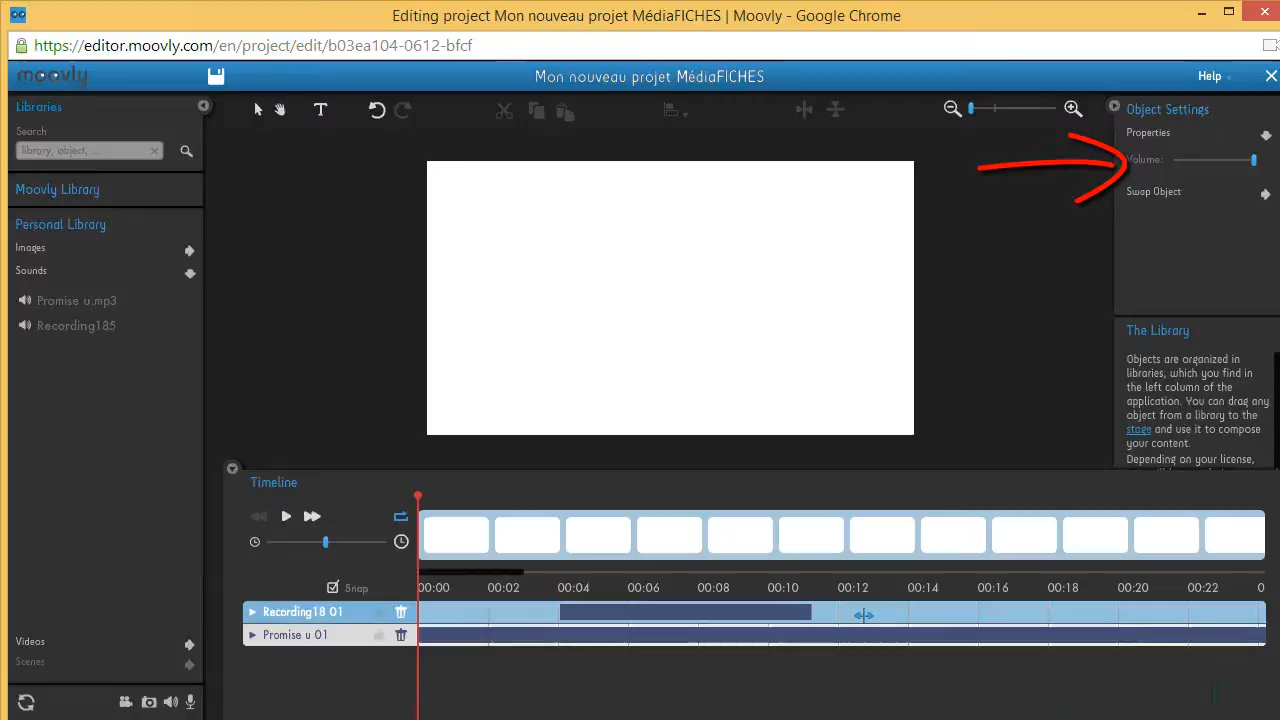 Editing project Mon nouveau projet MédiaFICHES | Moovly - Google Chrome
https://editor.moovly.com/en/project/edit/b03ea104-0612-bfcf
moovly
Mon nouveau projet MédiaFICHES
Help
Libraries
Search
library, object, ...
Moovly Library
Personal Library
Images
Sounds
Promise u.mp3
Recording185
Videos
Scenes
T
Object Settings
Properties
Volume:
Swap Object
The Library
Objects are organized in
libraries, which you find in
the left column of the
application. You can drag any
object from a library to the
stage and use it to compose
your content.
Depending on your license,
Timeline
Snap
00:00 00:02 00:04 00:06 00:08 00:10 00:12 00:14 00:16 00:18 00:20 00:22 0
Recording18 01
Promise u 01